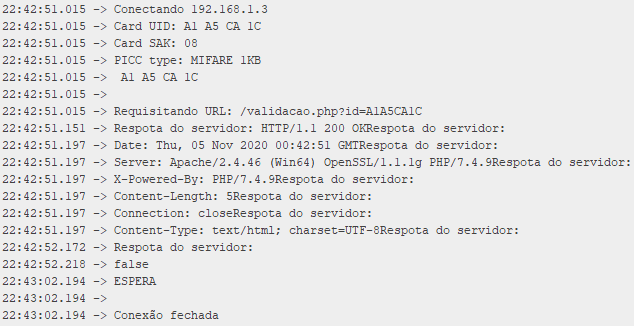 22:42:51.015 -> Conectando 192.168.1.3
22:42:51.015 -> Card UID: A1 A5 CA 1C
22:42:51.015 -> Card SAK: 08
22:42:51.015 -> PICC type: MIFARE 1KB
22:42:51.015 ->  A1 A5 CA 1C
22:42:51.015 ->
22:42:51.015 -> Requisitando URL: /validacao.php?id=A1A5CA1C
22:42:51.151 -> Respota do servidor: HTTP/1.1 200 OKRespota do servidor:
22:42:51.197 -> Date: Thu, 05 Nov 2020 00:42:51 GMTRespota do servidor:
22:42:51.197 -> Server: Apache/2.4.46 (Win64) OpenSSL/1.1.1g PHP/7.4.9Respota do servidor:
22:42:51.197 -> X-Powered-By: PHP/7.4.9Respota do servidor:
22:42:51.197 -> Content-Length: 5Respota do servidor:
22:42:51.197 -> Connection: closeRespota do servidor:
22:42:51.197 -> Content-Type: text/html; charset=UTF-8Respota do servidor:
22:42:52.172 -> Respota do servidor:
22:42:52.218 -> false
22:43:02.194 -> ESPERA
22:43:02.194 ->
22:43:02.194 -> Conexão fechada